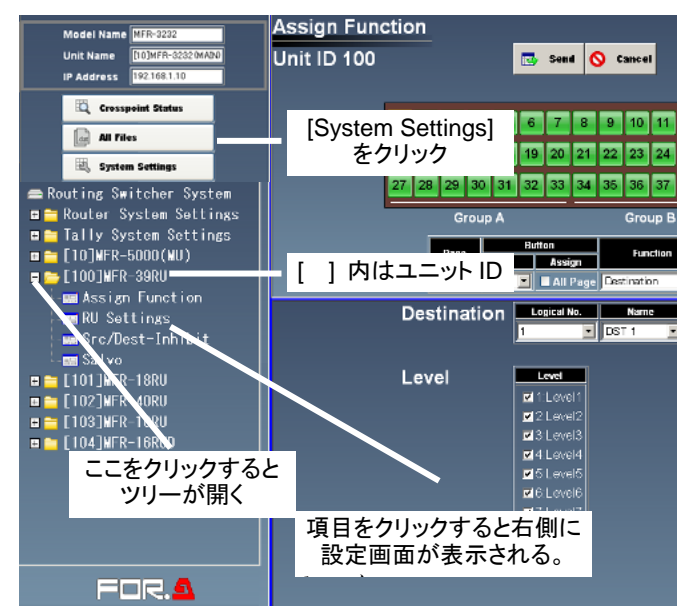 Model Name MFR-3232
Unit Name [10]MFR-3232(MAIN)
IP Address 192.168.1.10
Crosspoint Status
All Files
System Settings
Routing Switcher System
Router System Settings
Tally System Settings
[10]MFR-5000(MU)
[100]MFR-39RU
Assign Function
RU Settings
Src/Dest-Inhibit
Salvo
[101]MFR-18RU
[102]MFR-40RU
[103]MFR-16RU
[104]MFR-16RUD
ここをクリックすると
ツリーが開く
FOR.A
Assign Function
Unit ID 100
Send Cancel
[System Settings]
をクリック
6 7 8 9 10 11
19 20 21 22 23 24
27 28 29 30 31 32 33 34 35 36 37
Group A Group B
[ ] 内はユニット ID
Button
Assign Function
All Page Destination
Destination Logical No. Name
1 DST 1
Level Level
1:Level1
2:Level2
3:Level3
4:Level4
5:Level5
6:Level6
項目をクリックすると右側に
設定画面が表示される。